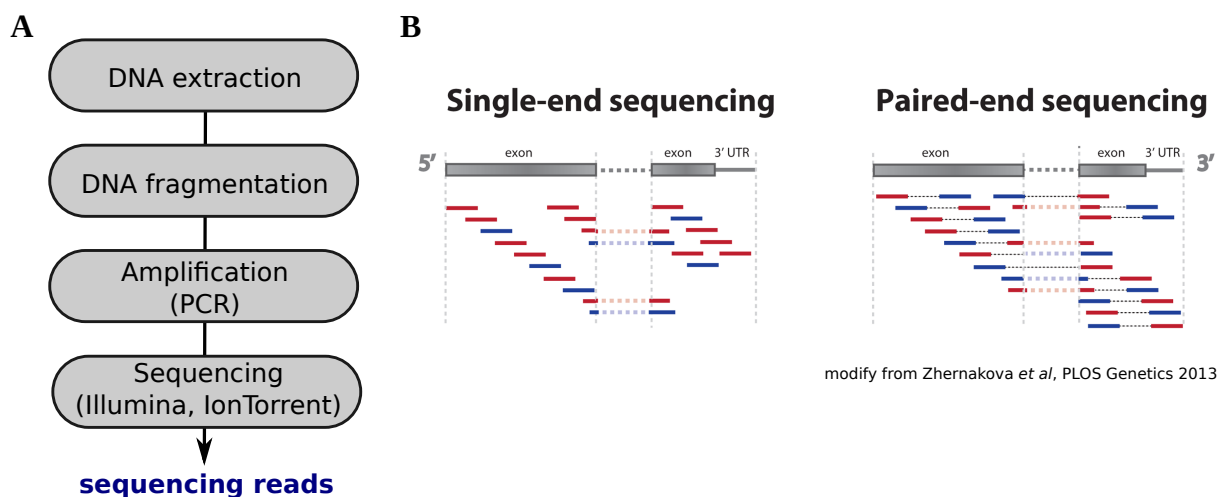 A
DNA extraction
DNA fragmentation
Amplification
(PCR)
Sequencing
(Illumina, IonTorrent)
sequencing reads
B
Single-end sequencing
5’
exon
exon
3’ UTR
Paired-end sequencing
exon
exon
3’ UTR
3’
modify from Zhernakova et al, PLOS Genetics 2013